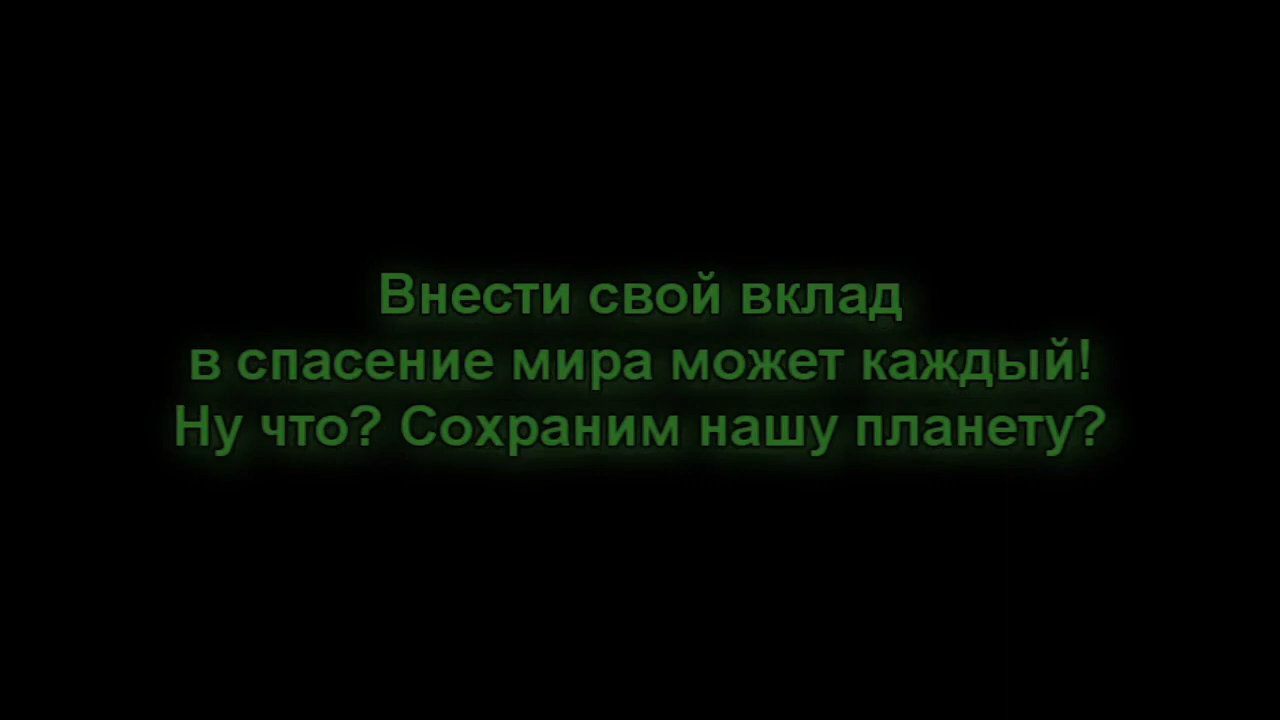 Внести свой вклад
в спасение мира может каждый!
Ну что? Сохраним нашу планету?